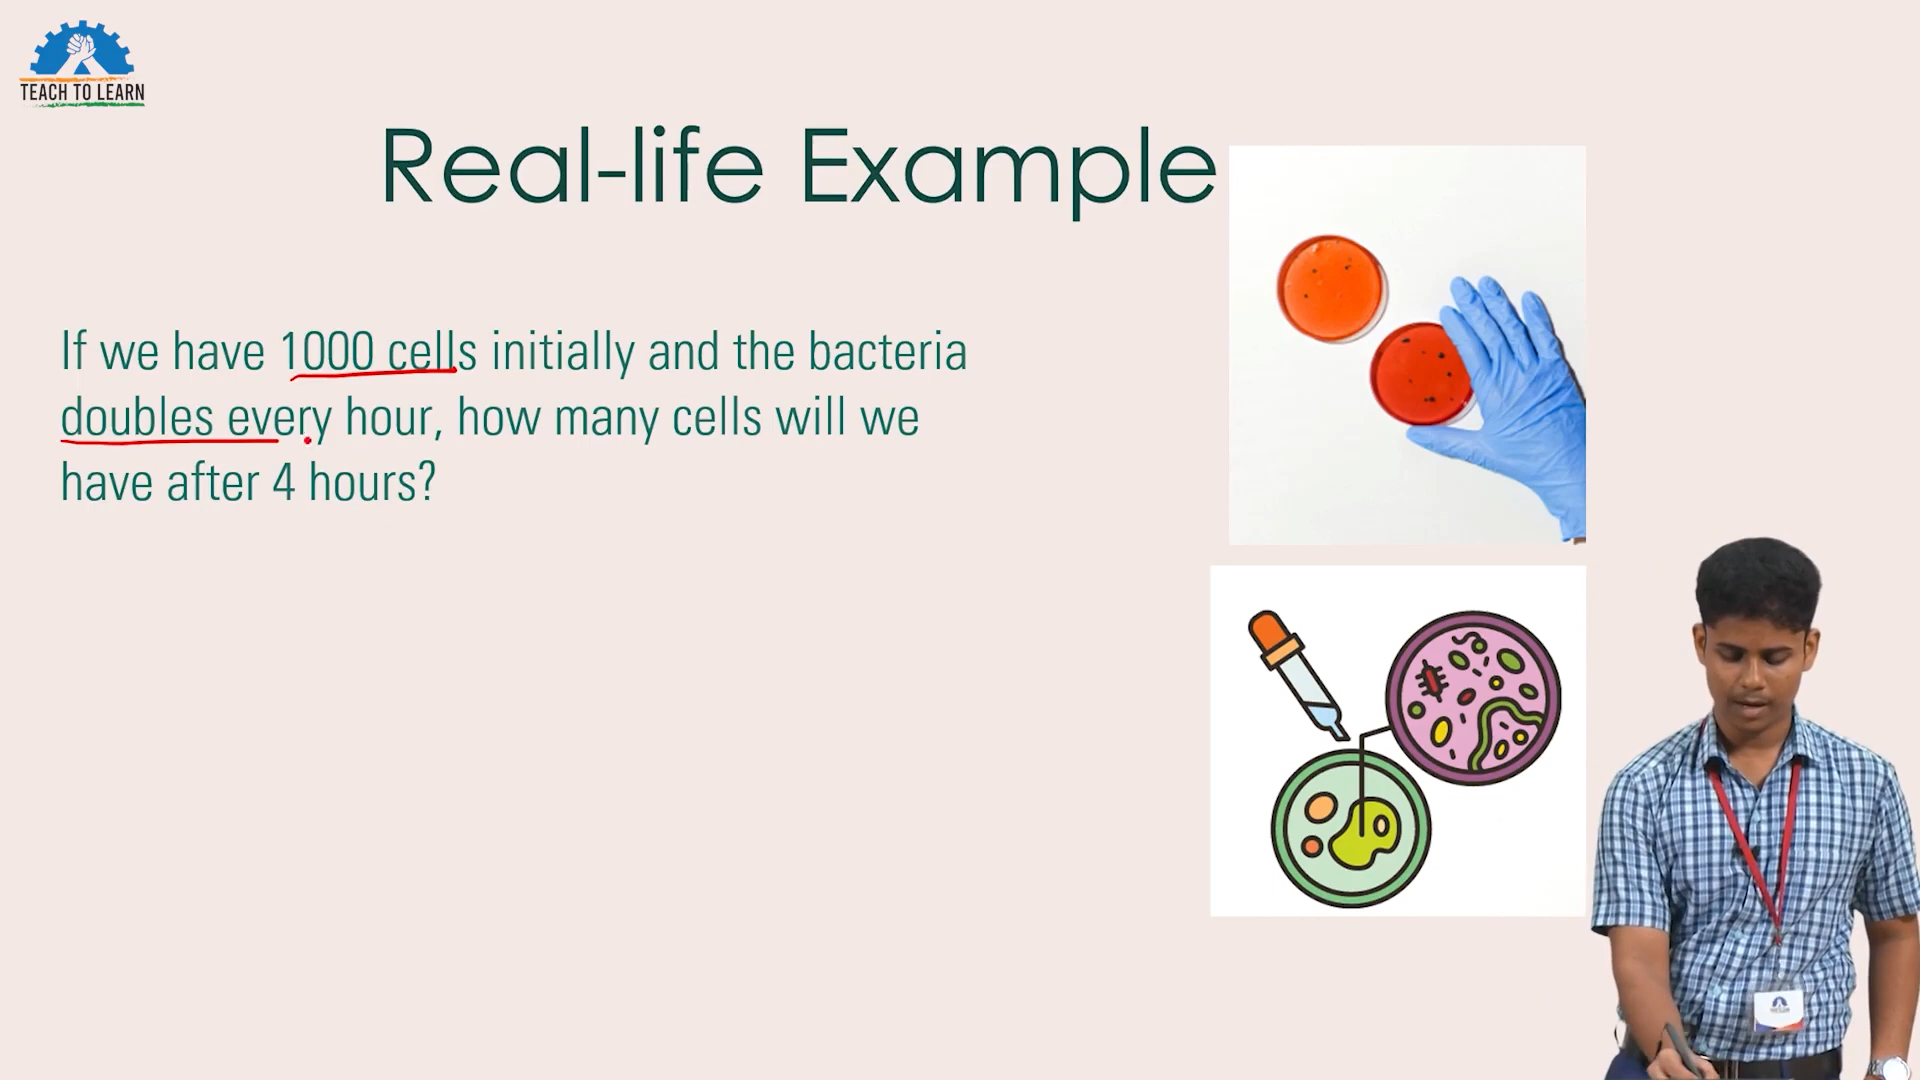 TEACH TO LEARN
Real-life Example
If we have 1000 cells initially and the bacteria
doubles every hour, how many cells will we
have after 4 hours?